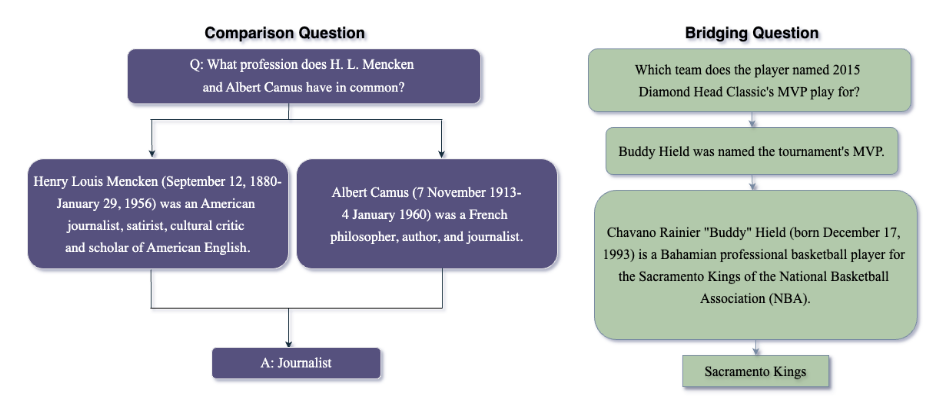 Comparison Question
Q: What profession does H. L. Mencken
and Albert Camus have in common?
Henry Louis Mencken (September 12, 1880-
January 29, 1956) was an American
journalist, satirist, cultural critic
and scholar of American English.
Albert Camus (7 November 1913-
4 January 1960) was a French
philosopher, author, and journalist.
A: Journalist
Bridging Question
Which team does the player named 2015
Diamond Head Classic's MVP play for?
Buddy Hield was named the tournament's MVP.
Chavano Rainier "Buddy" Hield (born December 17,
1993) is a Bahamian professional basketball player for
the Sacramento Kings of the National Basketball
Association (NBA).
Sacramento Kings